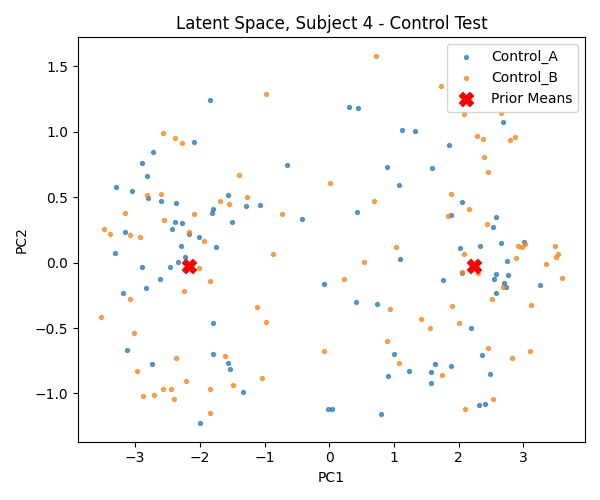 Latent Space, Subject 4 - Control Test
Control_A
Control_B
Prior Means
1.5
1.0
0.5
0.0
−0.5
−1.0
PC2
−3 −2 −1 0 1 2 3
PC1